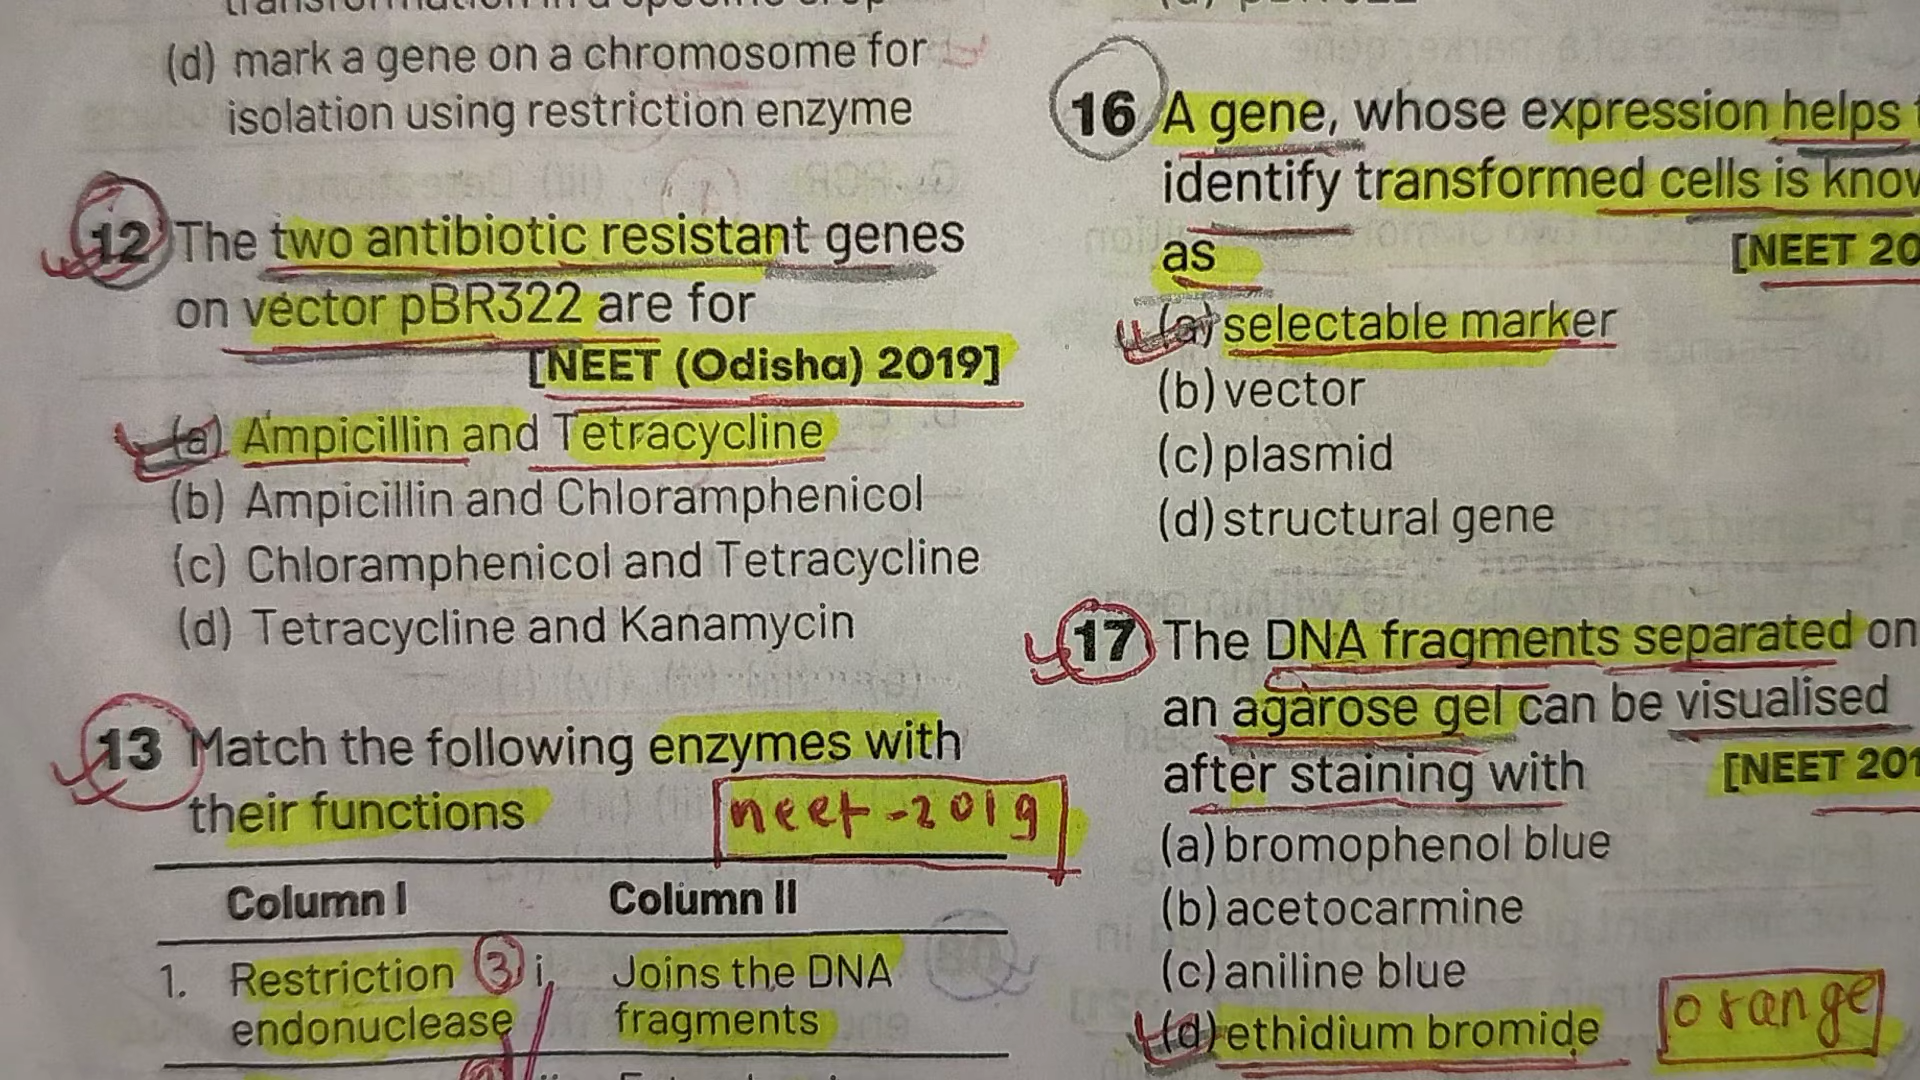 (d) mark a gene on a chromosome for
isolation using restriction enzyme
12 The two antibiotic resistant genes
on vector pBR322 are for
[NEET (Odisha) 2019]
(a) Ampicillin and Tetracycline
(b) Ampicillin and Chloramphenicol
(c) Chloramphenicol and Tetracycline
(d) Tetracycline and Kanamycin
13 Match the following enzymes with
their functions
neet-2019
Column I Column II
1. Restriction 3 i. Joins the DNA
endonuclease fragments
16 A gene, whose expression helps
identify transformed cells is
as [NEET
(a) selectable marker
(b) vector
(c) plasmid
(d) structural gene
17 The DNA fragments separated on
an agarose gel can be visualised
after staining with [NEET
(a) bromophenol blue
(b) acetocarmine
(c) aniline blue
(d) ethidium bromide orange